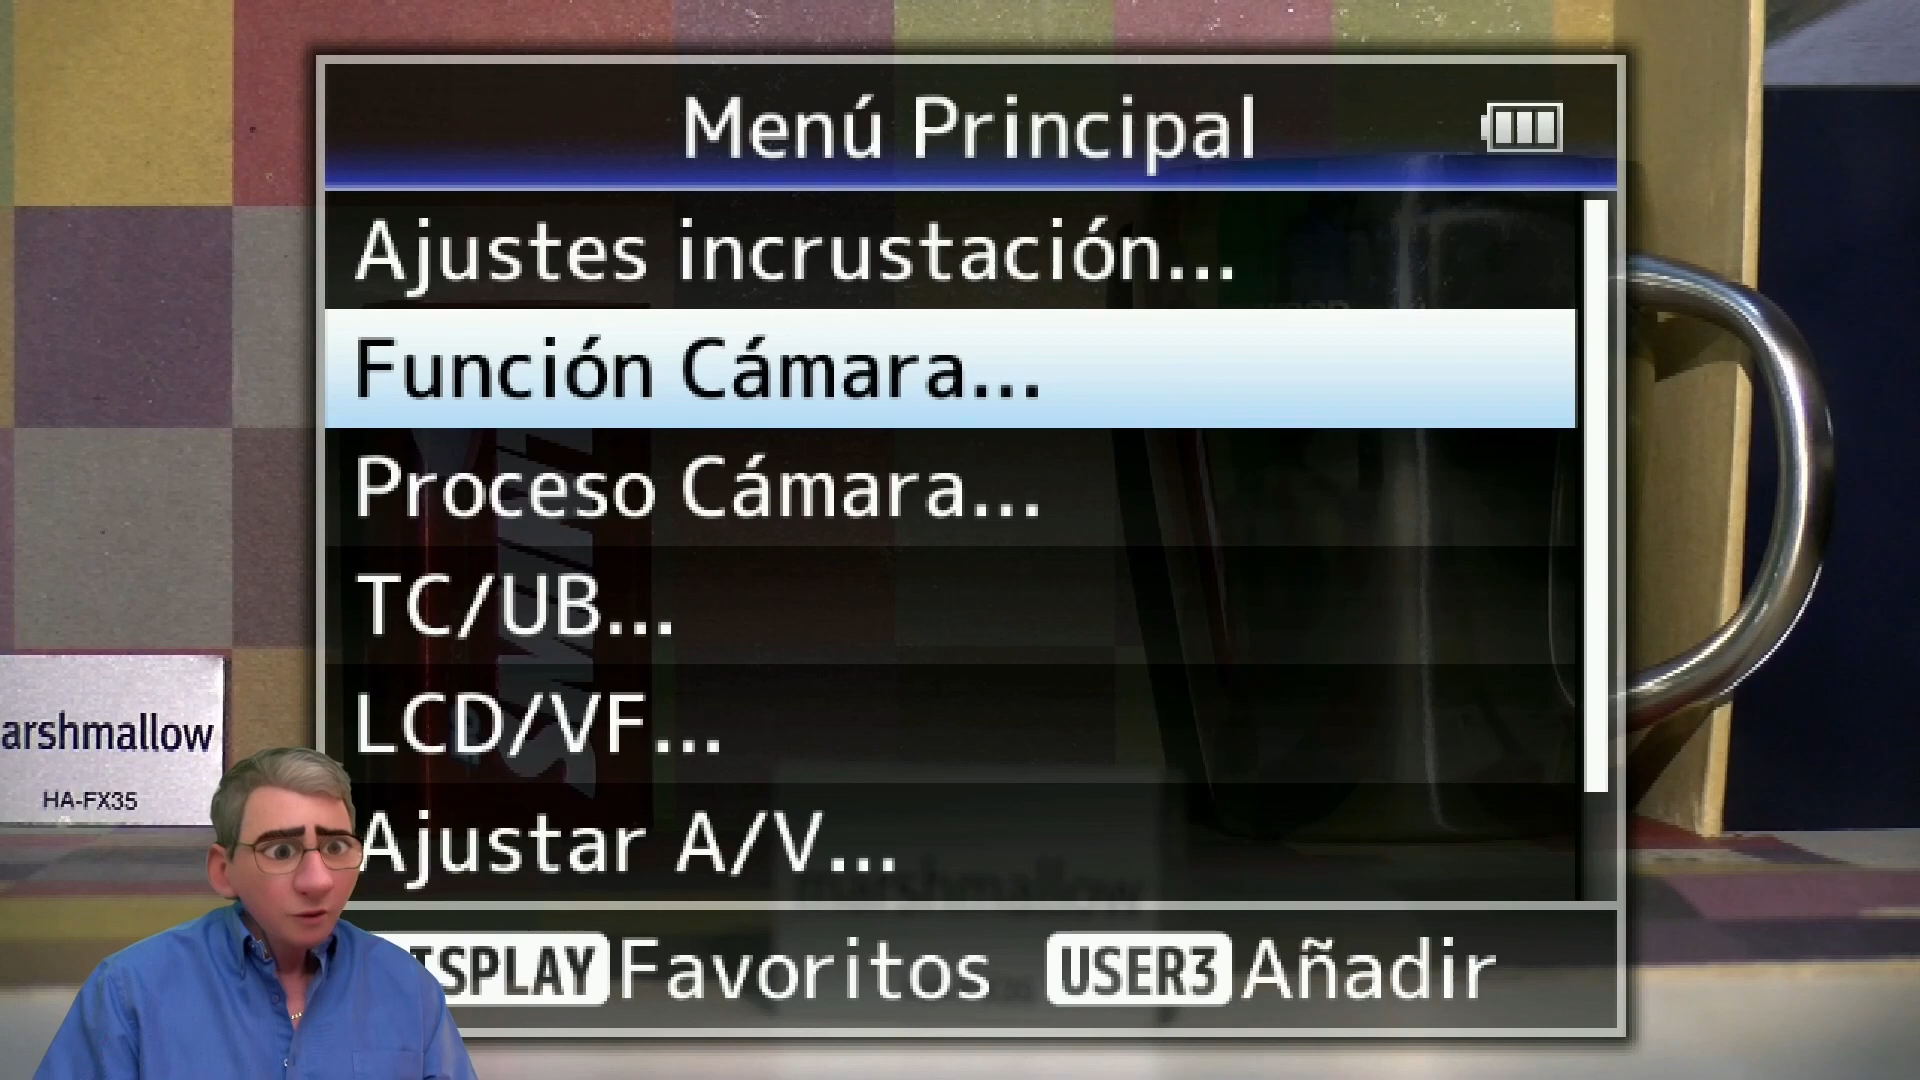 Menú Principal
Ajustes incrustación...
Función Cámara...
Proceso Cámara...
TC/UB...
LCD/VF...
Ajustar A/V...
Favoritos USER3 Añadir
arshmallow
HA-FX35
marshmallow